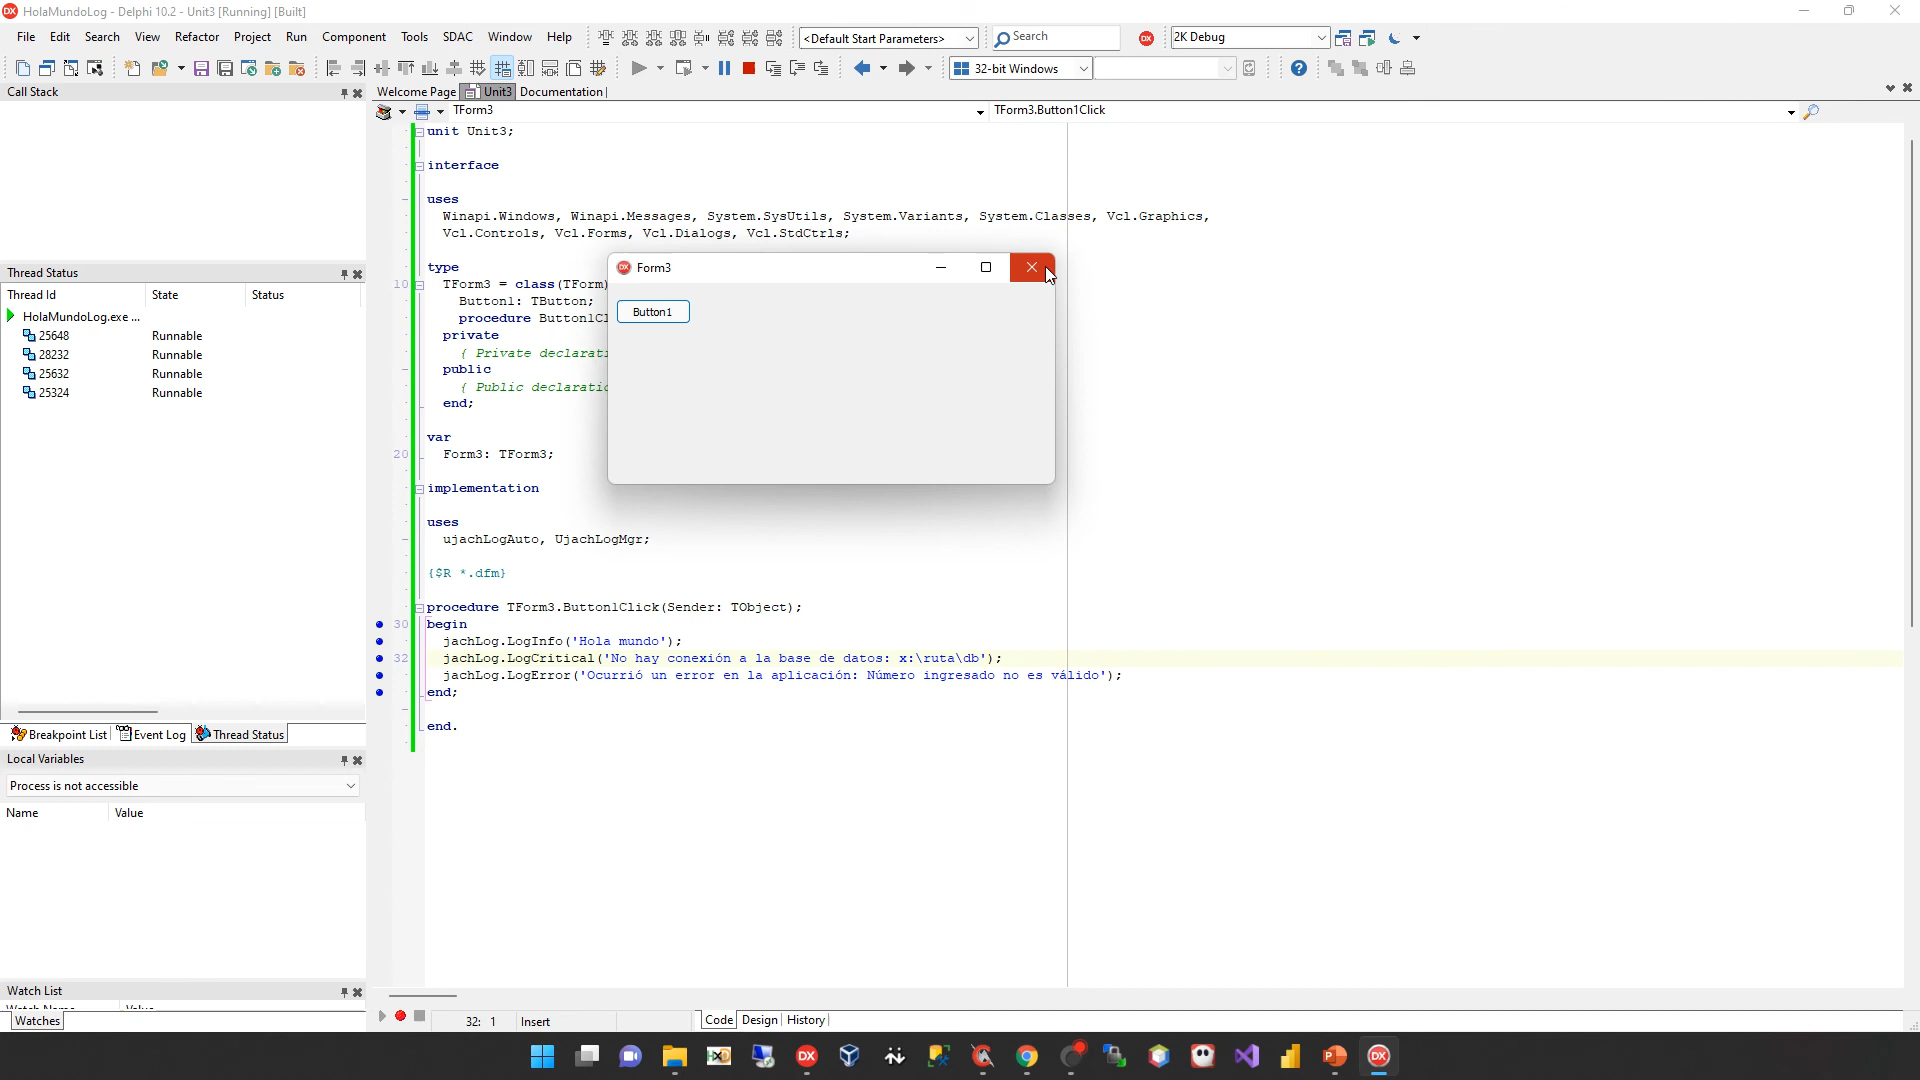 HolaMundoLog - Delphi 10.2 - Unit3 [Running] [Built]
File Edit Search View Refactor Project Run Component Tools SDAC Window Help
<Default Start Parameters>
Search
2K Debug
32-bit Windows
Call Stack
Welcome Page Unit3 Documentation
TForm3
TForm3.Button1Click
unit Unit3;
interface
uses
Winapi.Windows, Winapi.Messages, System.SysUtils, System.Variants, System.Classes, Vcl.Graphics,
Vcl.Controls, Vcl.Forms, Vcl.Dialogs, Vcl.StdCtrls;
type
10 TForm3 = class(TForm)
Button1: TButton;
procedure Button1Cl
private
{ Private declarati
public
{ Public declaratio
end;
var
20 Form3: TForm3;
implementation
uses
ujachLogAuto, UjachLogMgr;
{$R *.dfm}
procedure TForm3.Button1Click(Sender: TObject);
30 begin
jachLog.LogInfo('Hola mundo');
32 jachLog.LogCritical('No hay conexión a la base de datos: x:\ruta\db');
jachLog.LogError('Ocurrió un error en la aplicación: Número ingresado no es válido');
end;
end.
Form3
Button1
Thread Status
Thread Id State Status
HolaMundoLog.exe ...
25648 Runnable
28232 Runnable
25632 Runnable
25324 Runnable
Breakpoint List Event Log Thread Status
Local Variables
Process is not accessible
Name Value
Watch List
Watch Name Value
Watches
32: 1 Insert
Code Design History